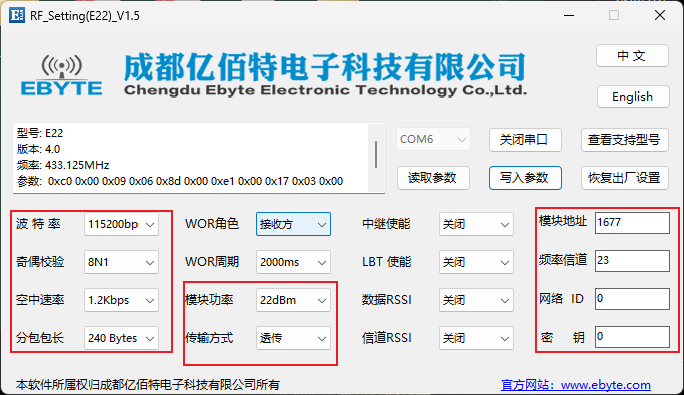 RF_Setting(E22)_V1.5
EBYTE
成都亿佰特电子科技有限公司
Chengdu Ebyte Electronic Technology Co.,Ltd.
中 文
English
型号: E22
版本: 4.0
频率: 433.125MHz
参数: 0xc0 0x00 0x09 0x06 0x8d 0x00 0xe1 0x00 0x17 0x03 0x00
COM6 关闭串口 查看支持型号
读取参数 写入参数 恢复出厂设置
波 特 率 115200bp WOR角色 接收方 中继使能 关闭 模块地址 1677
奇偶校验 8N1 WOR周期 2000ms LBT 使能 关闭 频率信道 23
空中速率 1.2Kbps 模块功率 22dBm 数据RSSI 关闭 网络 ID 0
分包包长 240 Bytes 传输方式 透传 信道RSSI 关闭 密 钥 0
本软件所属权归成都亿佰特电子科技有限公司所有 官方网站：www.ebyte.com